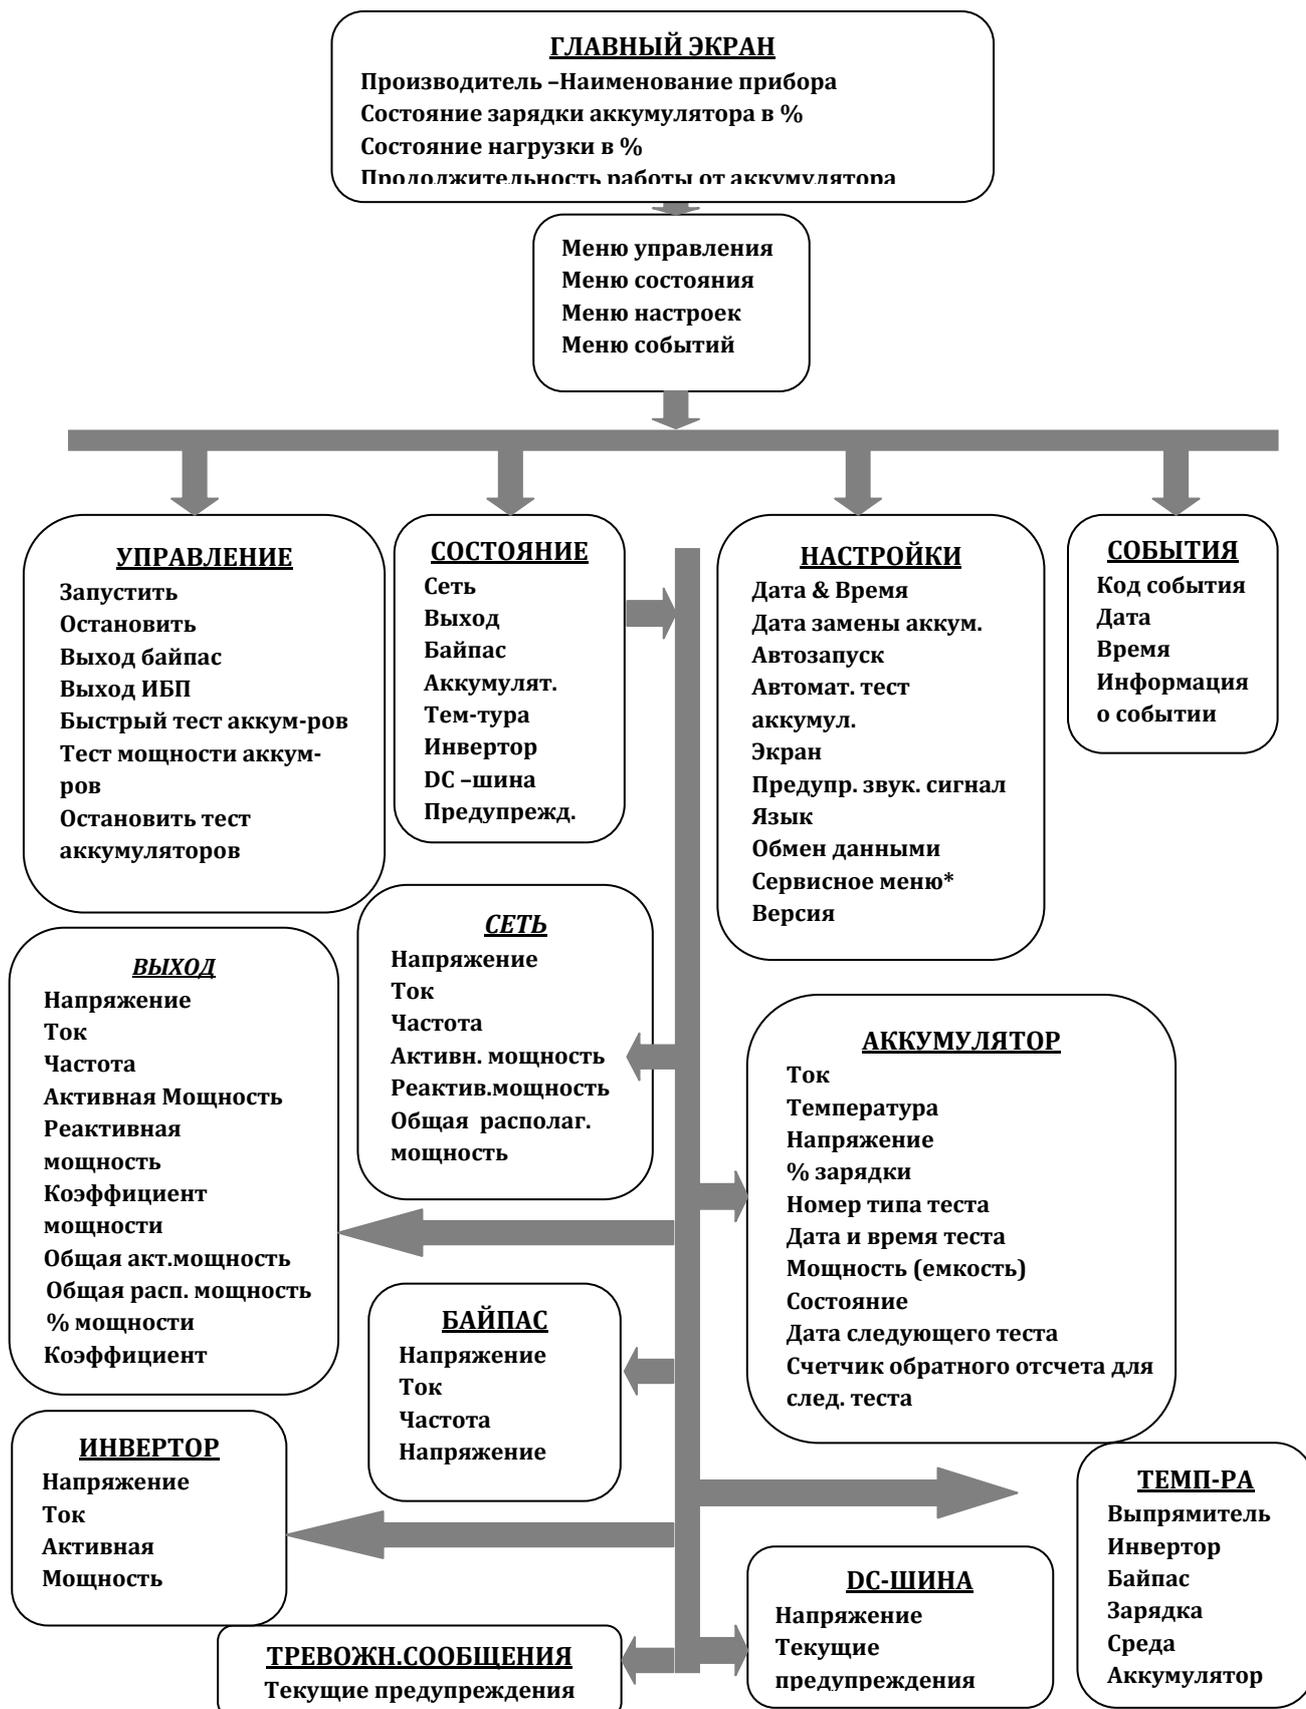 ГЛАВНЫЙ ЭКРАН
Производитель –Наименование прибора
Состояние зарядки аккумулятора в %
Состояние нагрузки в %
Продолжительность работы от аккумулятора
Меню управления
Меню состояния
Меню настроек
Меню событий
УПРАВЛЕНИЕ
Запустить
Остановить
Выход байпас
Выход ИБП
Быстрый тест аккум-ров
Тест мощности аккум-
ров
Остановить тест
аккумуляторов
СОСТОЯНИЕ
Сеть
Выход
Байпас
Аккумулят.
Тем-тура
Инвертор
DC –шина
Предупрежд.
НАСТРОЙКИ
Дата & Время
Дата замены аккум.
Автозапуск
Автомат. тест
аккумул.
Экран
Предупр. звук. сигнал
Язык
Обмен данными
Сервисное меню*
Версия
СОБЫТИЯ
Код события
Дата
Время
Информация
о событии
СЕТЬ
Напряжение
Ток
Частота
Активн. мощность
Реактив.мощность
Общая располаг.
мощность
ВЫХОД
Напряжение
Ток
Частота
Активная Мощность
Реактивная
мощность
Коэффициент
мощности
Общая акт.мощность
Общая расп. мощность
% мощности
Коэффициент
АККУМУЛЯТОР
Ток
Температура
Напряжение
% зарядки
Номер типа теста
Дата и время теста
Мощность (емкость)
Состояние
Дата следующего теста
Счетчик обратного отсчета для
след. теста
БАЙПАС
Напряжение
Ток
Частота
Напряжение
ИНВЕРТОР
Напряжение
Ток
Активная
Мощность
ТЕМП-РА
Выпрямитель
Инвертор
Байпас
Зарядка
Среда
Аккумулятор
DC-ШИНА
Напряжение
Текущие
предупреждения
ТРЕВОЖН.СООБЩЕНИЯ
Текущие предупреждения